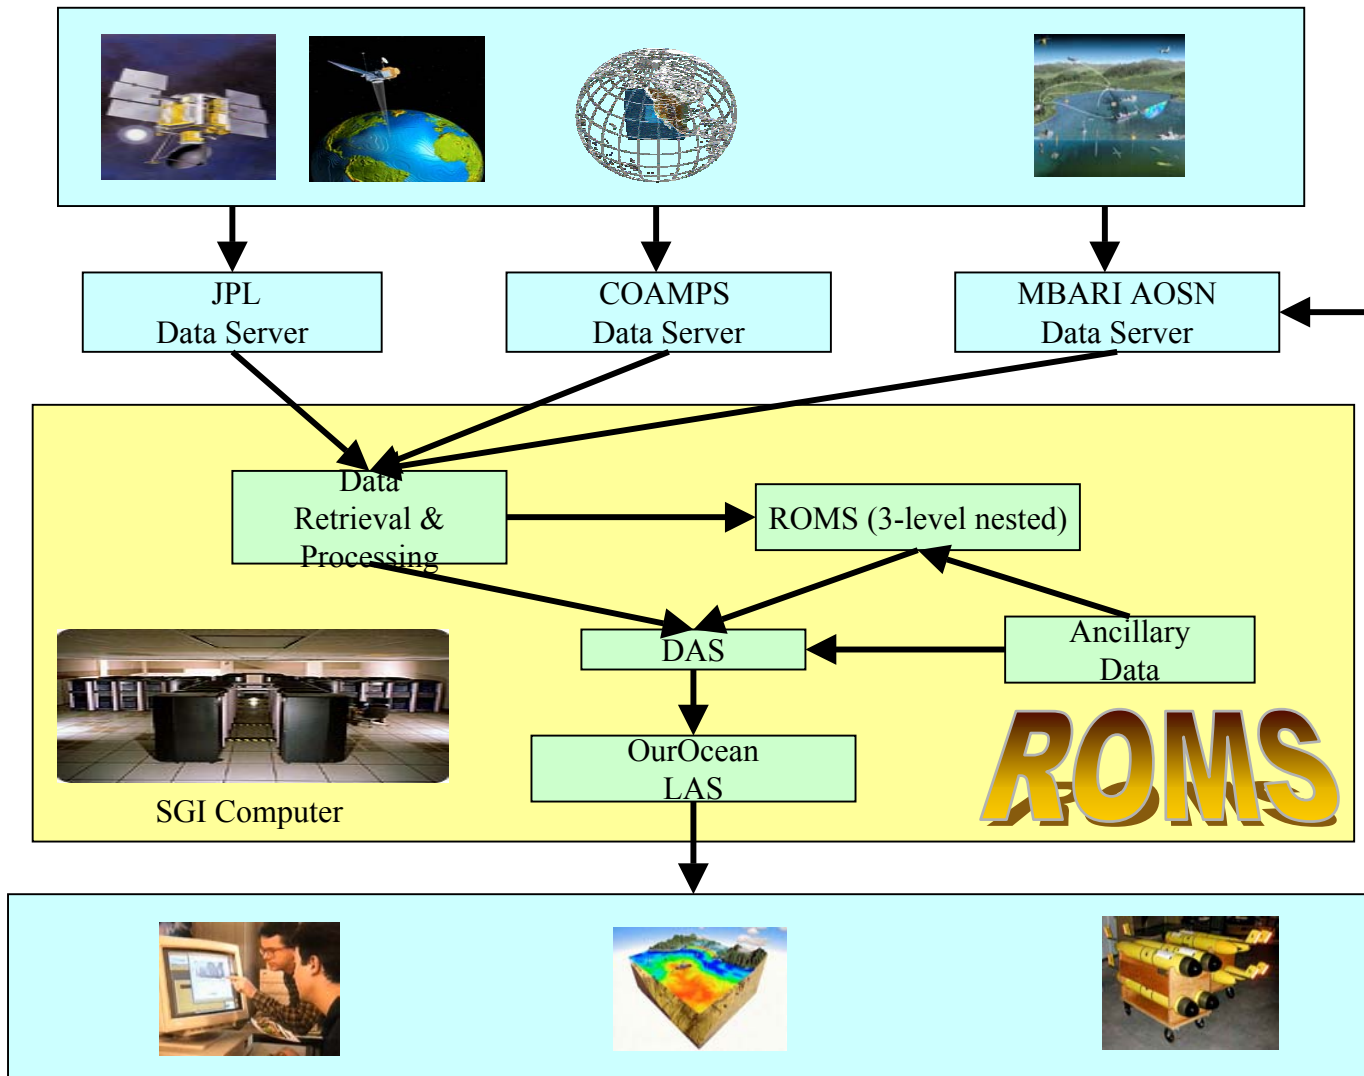 JPL
Data Server
COAMPS
Data Server
MBARI AOSN
Data Server
Data
Retrieval &
Processing
ROMS (3-level nested)
DAS
Ancillary
Data
OurOcean
LAS
SGI Computer
ROMS